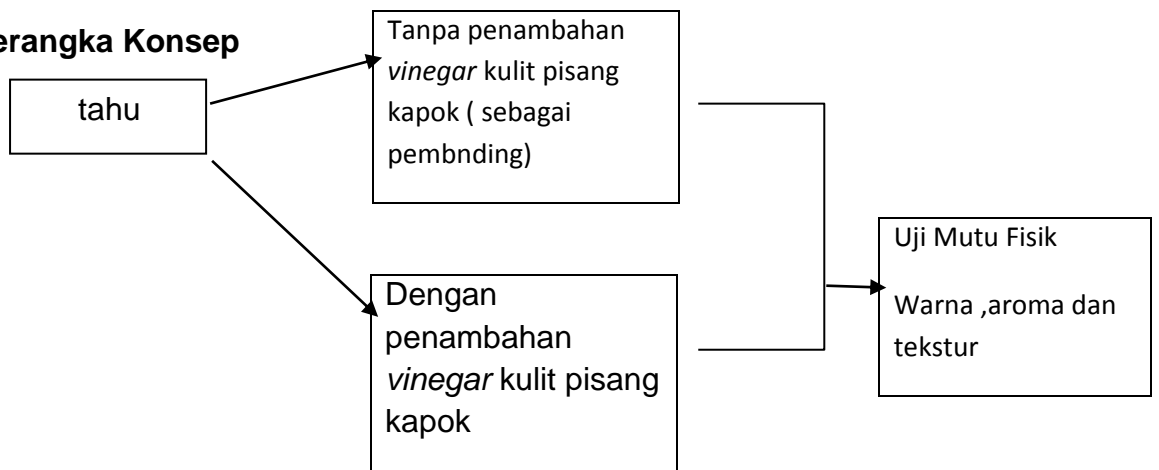 erangka Konsep
tahu
Tanpa penambahan
vinegar kulit pisang
kapok ( sebagai
pembnding)
Dengan
penambahan
vinegar kulit pisang
kapok
Uji Mutu Fisik
Warna ,aroma dan
tekstur